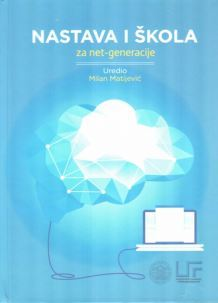 NASTAVA I ŠKOLA
za net-generacije
Uredio
Milan Matijević